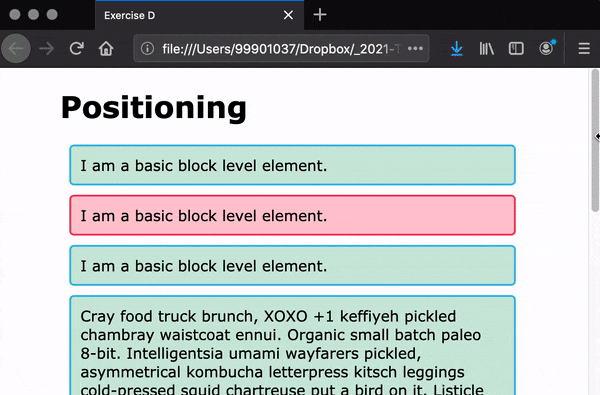 Exercise D
file:///Users/99901037/Dropbox/_2021-T
Positioning
I am a basic block level element.
I am a basic block level element.
I am a basic block level element.
Cray food truck brunch, XOXO +1 keffiyeh pickled
chambray waistcoat ennui. Organic small batch paleo
8-bit. Intelligentsia umami wayfarers pickled,
asymmetrical kombucha letterpress kitsch leggings
cold-pressed squid chartreuse put a bird on it. Listicle